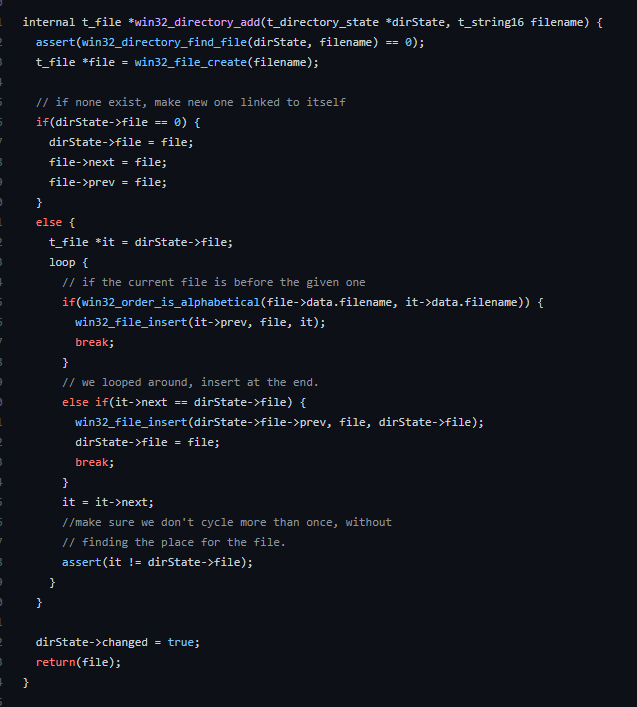 internal t_file *win32_directory_add(t_directory_state *dirState, t_string16 filename) {
  assert(win32_directory_find_file(dirState, filename) == 0);
  t_file *file = win32_file_create(filename);

  // if none exist, make new one linked to itself
  if(dirState->file == 0) {
    dirState->file = file;
    file->next = file;
    file->prev = file;
  }
  else {
    t_file *it = dirState->file;
    loop {
      // if the current file is before the given one
      if(win32_order_is_alphabetical(file->data.filename, it->data.filename)) {
        win32_file_insert(it->prev, file, it);
        break;
      }
      // we looped around, insert at the end.
      else if(it->next == dirState->file) {
        win32_file_insert(dirState->file->prev, file, dirState->file);
        dirState->file = file;
        break;
      }
      it = it->next;
      //make sure we don't cycle more than once, without
      // finding the place for the file.
      assert(it != dirState->file);
    }
  }

  dirState->changed = true;
  return(file);
}